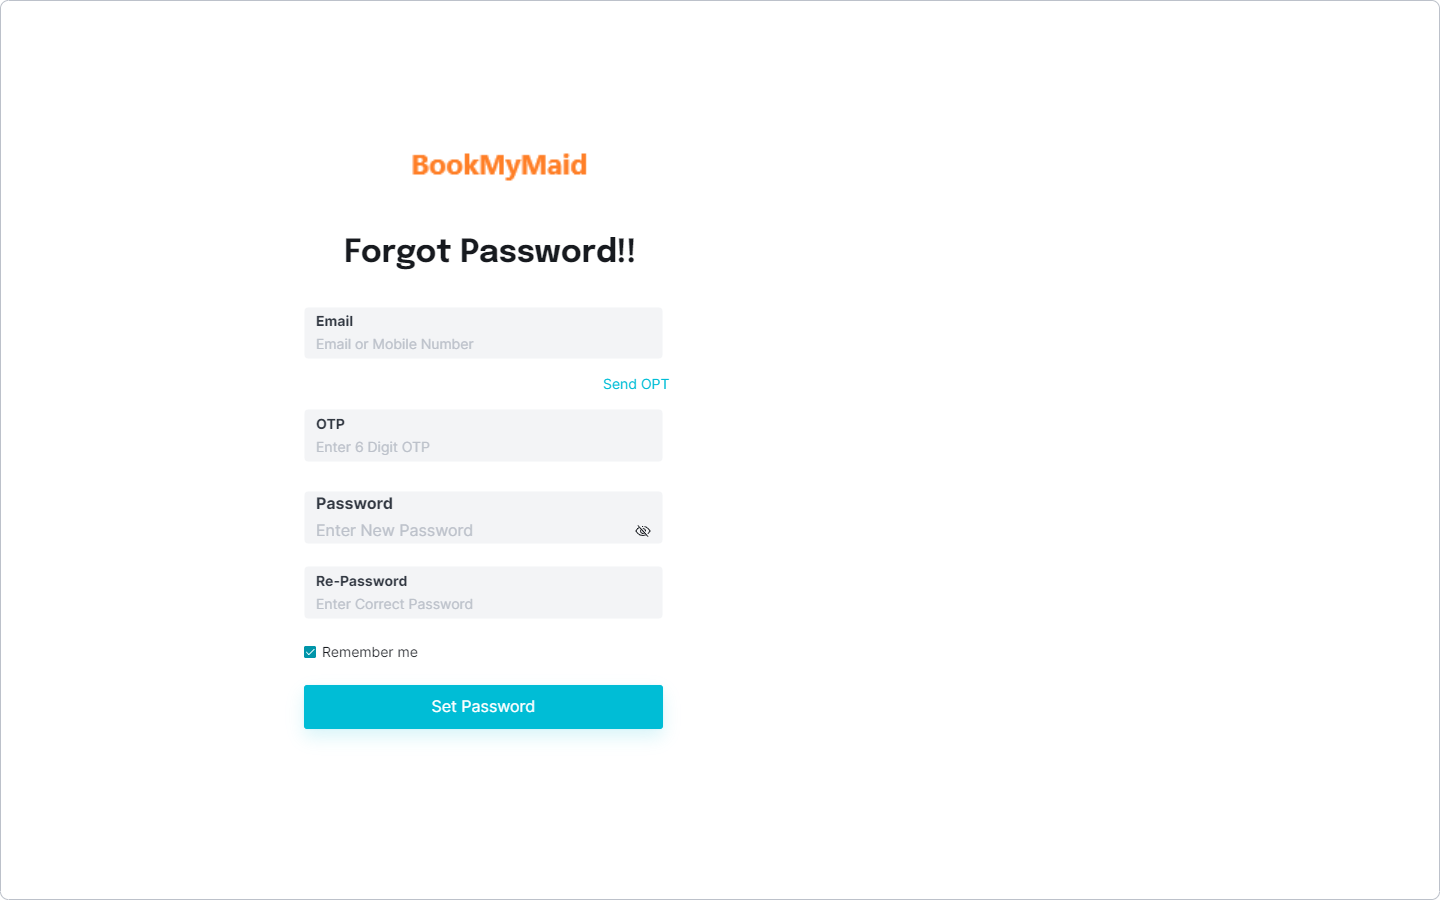 BookMyMaid
Forgot Password!!
Email
Email or Mobile Number
Send OPT
OTP
Enter 6 Digit OTP
Password
Enter New Password
Re-Password
Enter Correct Password
Remember me
Set Password